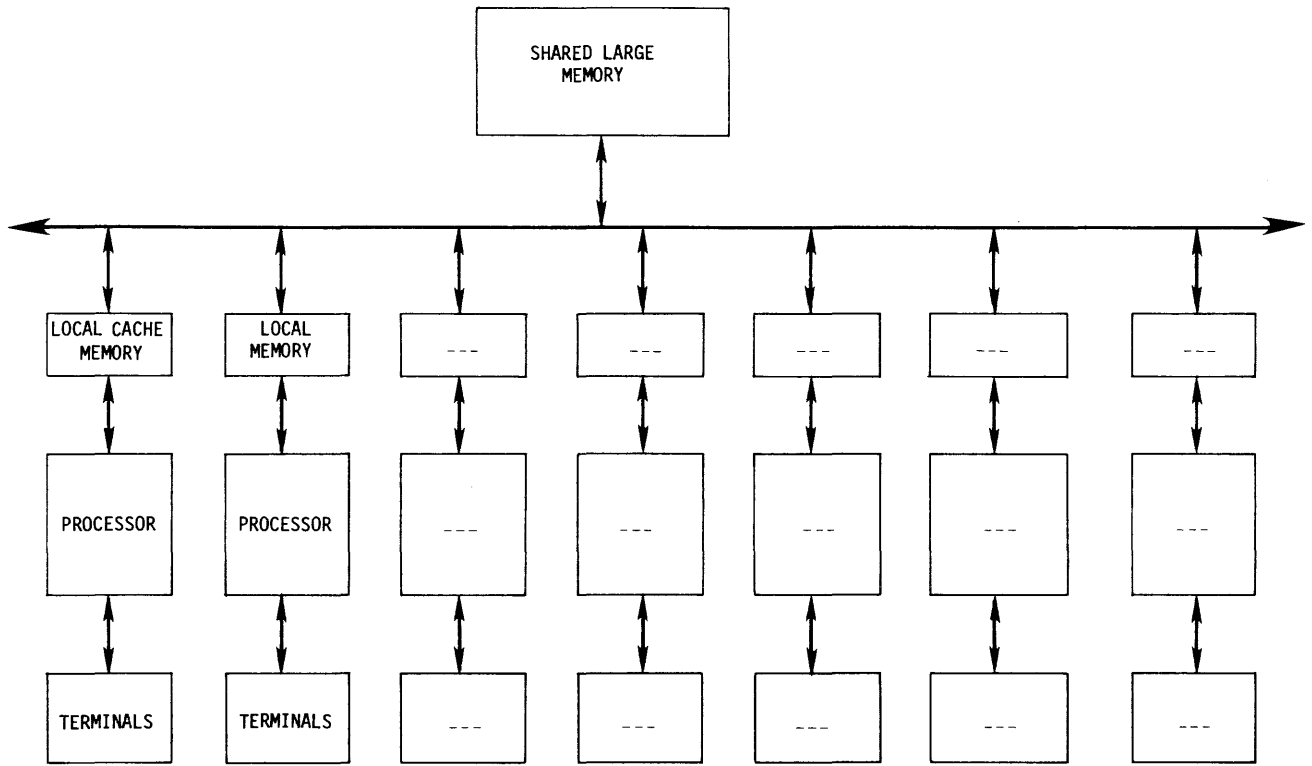 SHARED LARGE
MEMORY
LOCAL CACHE
MEMORY
LOCAL
MEMORY
---
---
---
---
---
PROCESSOR
PROCESSOR
---
---
---
---
---
TERMINALS
TERMINALS
---
---
---
---
---